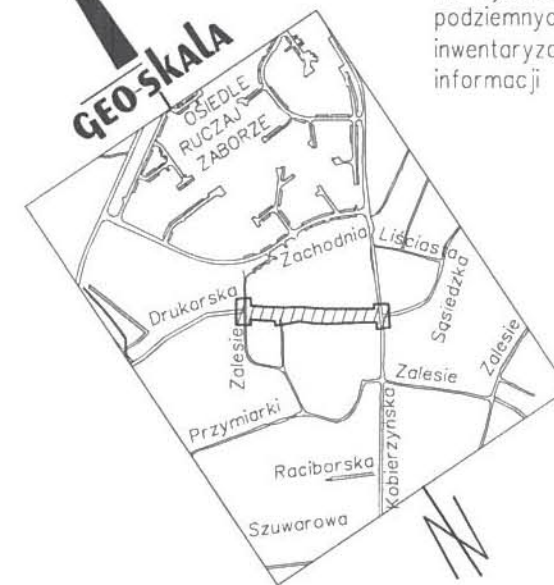 podziemnyc
inwentaryza
informacji
GEO-SKALA
OSIEDLE
RUCZAJ
ZABORZE
Zachodnia
Liściasta
Sąsiedzka
Drukarska
Zalesie
Zalesie
Zalesie
Przymiarki
Kobierzyńska
Raciborska
Szuwarowa
N